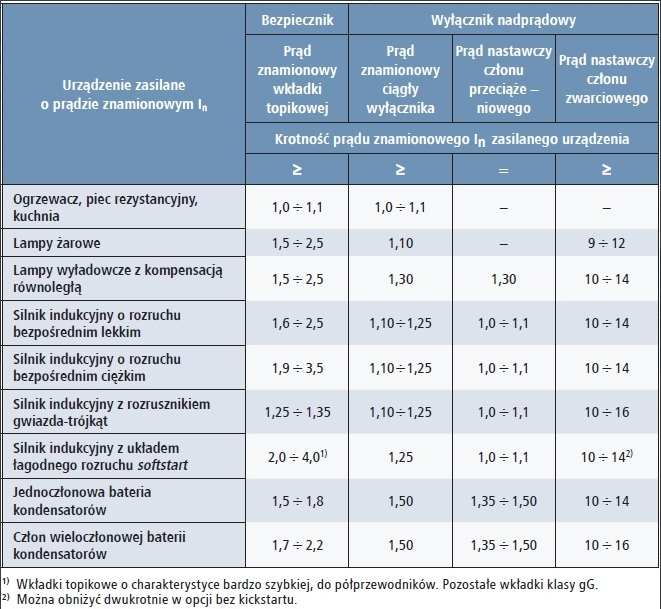 Urządzenie zasilane
o prądzie znamionowym In
Bezpiecznik
Wyłącznik nadprądowy
Prąd
znamionowy
wkładki
topikowej
Prąd
znamionowy
ciągły
wyłącznika
Prąd nastawczy
członu
przeciąże –
niowego
Prąd nastawczy
członu
zwarciowego
Krotność prądu znamionowego In zasilanego urządzenia
≥ ≥ = ≥
Ogrzewacz, piec rezystancyjny,
kuchnia
1,0 ÷ 1,1 1,0 ÷ 1,1 – –
Lampy żarowe 1,5 ÷ 2,5 1,10 – 9 ÷ 12
Lampy wyładowcze z kompensacją
równoległą
1,5 ÷ 2,5 1,30 1,30 10 ÷ 14
Silnik indukcyjny o rozruchu
bezpośrednim lekkim
1,6 ÷ 2,5 1,10÷1,25 1,0 ÷ 1,1 10 ÷ 14
Silnik indukcyjny o rozruchu
bezpośrednim ciężkim
1,9 ÷ 3,5 1,10÷1,25 1,0 ÷ 1,1 10 ÷ 14
Silnik indukcyjny z rozrusznikiem
gwiazda-trójkąt
1,25 ÷ 1,35 1,10÷1,25 1,0 ÷ 1,1 10 ÷ 16
Silnik indukcyjny z układem
łagodnego rozruchu softstart
2,0 ÷ 4,0¹⁾ 1,25 1,0 ÷ 1,1 10 ÷ 14²⁾
Jednoczłonowa bateria
kondensatorów
1,5 ÷ 1,8 1,50 1,35 ÷ 1,50 10 ÷ 14
Człon wieloczłonowej baterii
kondensatorów
1,7 ÷ 2,2 1,50 1,35 ÷ 1,50 10 ÷ 16
¹⁾ Wkładki topikowe o charakterystyce bardzo szybkiej, do półprzewodników. Pozostałe wkładki klasy gG.
²⁾ Można obniżyć dwukrotnie w opcji bez kickstartu.